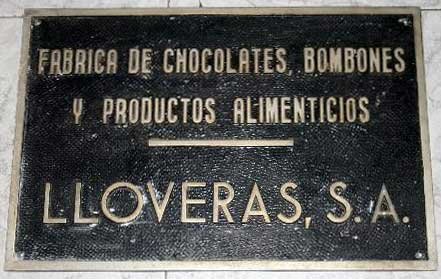 FABRICA DE CHOCOLATES, BOMBONES
Y PRODUCTOS ALIMENTICIOS
LLOVERAS, S.A.